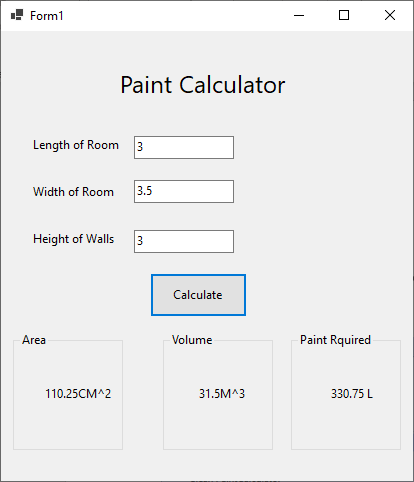 Form1
Paint Calculator
Length of Room
3
Width of Room
3.5
Height of Walls
3
Calculate
Area
Volume
Paint Rquired
110.25CM^2
31.5M^3
330.75 L